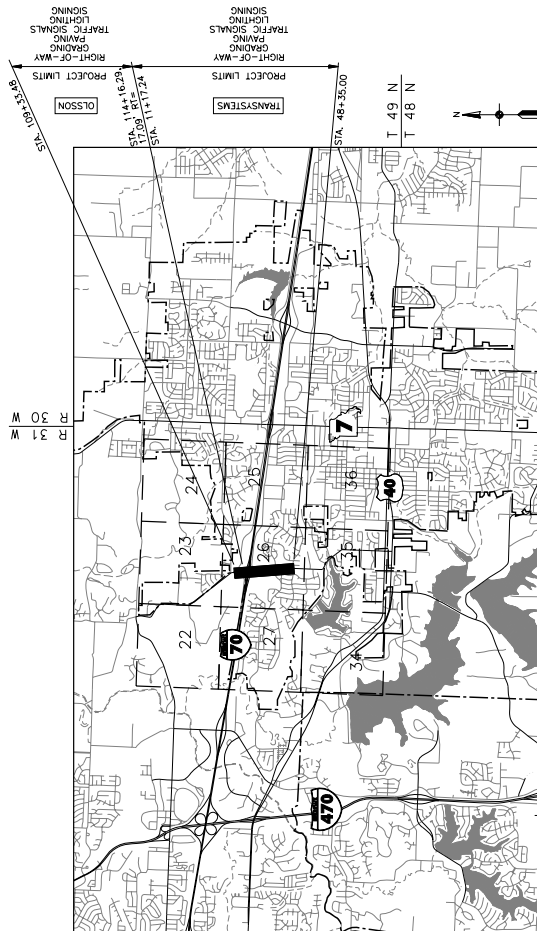 SIGNING
LIGHTING
TRAFFIC SIGNALS
PAVING
GRADING
RIGHT-OF-WAY
PROJECT LIMITS
OLSSON
SIGNING
LIGHTING
TRAFFIC SIGNALS
PAVING
GRADING
RIGHT-OF-WAY
PROJECT LIMITS
TRANSYSTEMS
STA. 109+33.48
STA. 114+16.29,
17.09' RT=
STA. 11+17.24
STA. 48+35.00
T 49 N
T 48 N
N
R 30 W
R 31 W
24
25
7
36
40
23
26
35
22
27
34
70
470